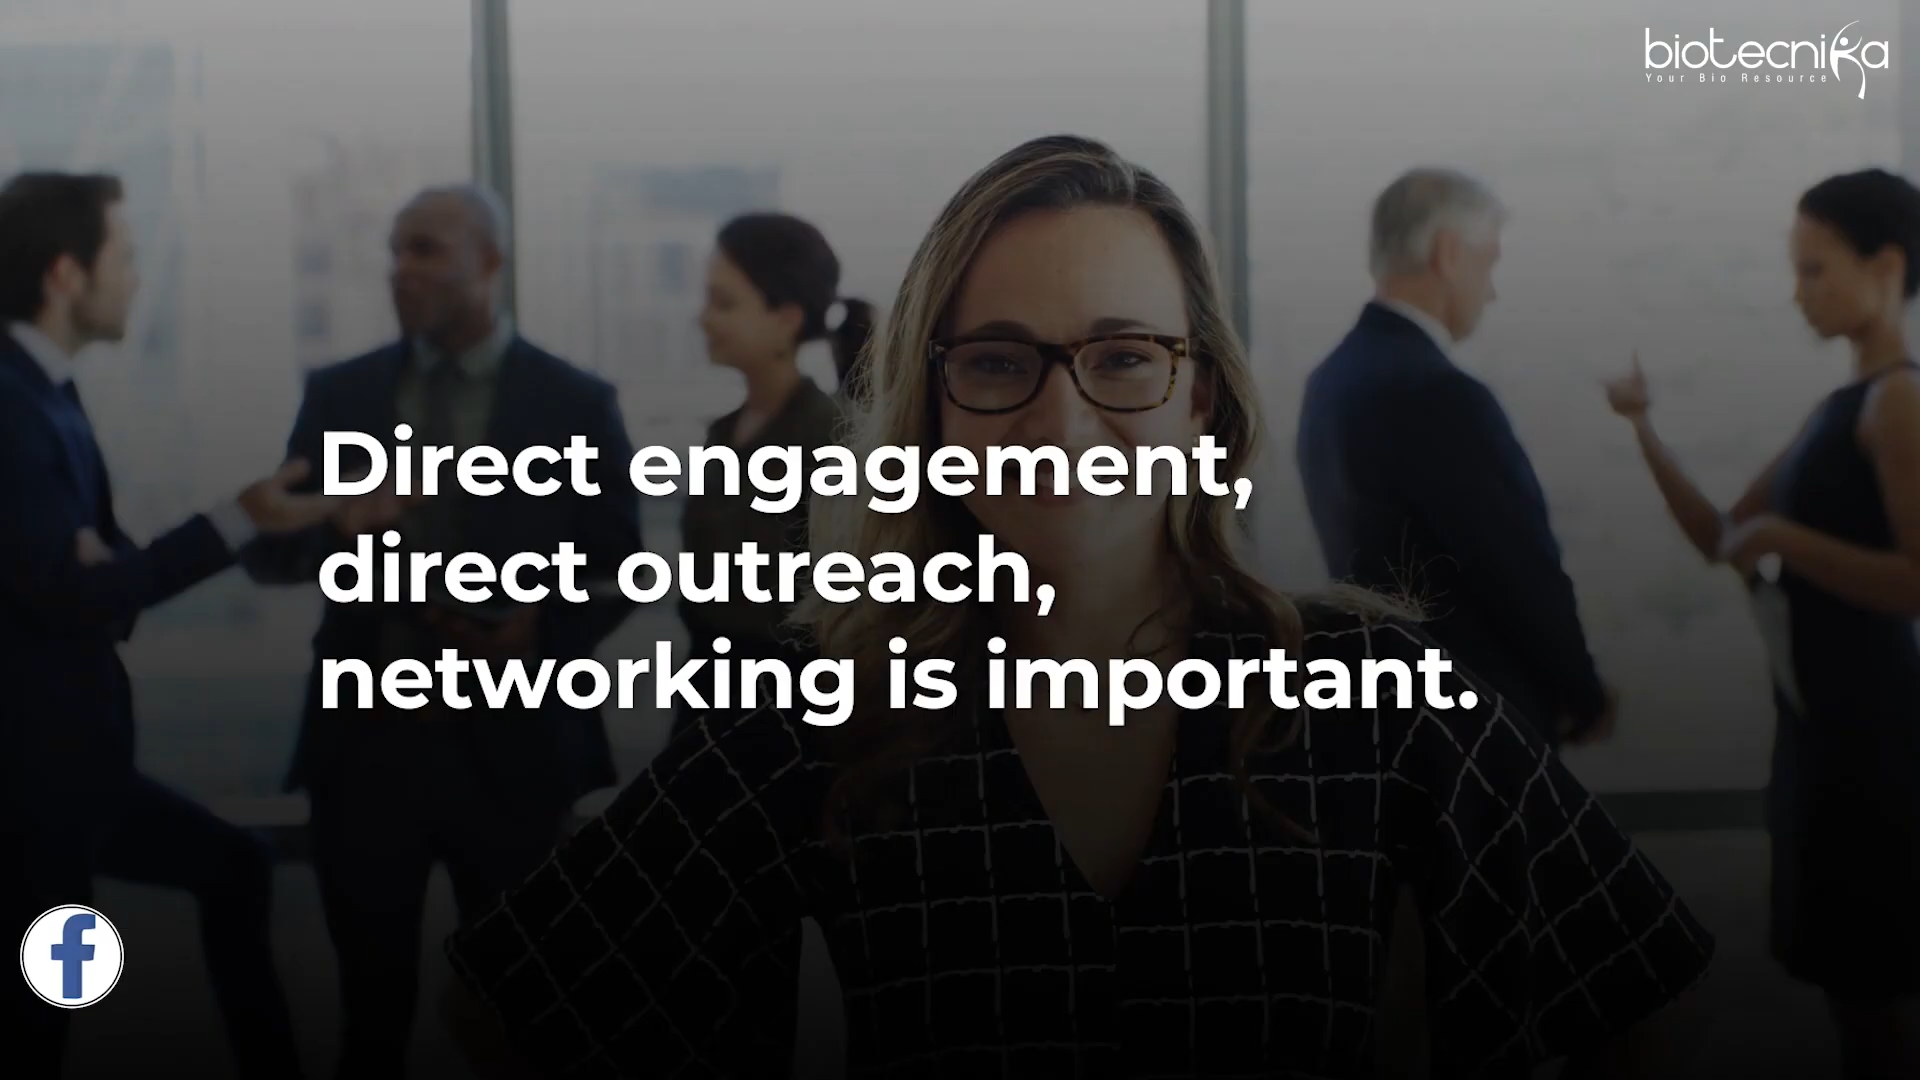 biotecnika
Your Bio Resource
Direct engagement,
direct outreach,
networking is important.
f